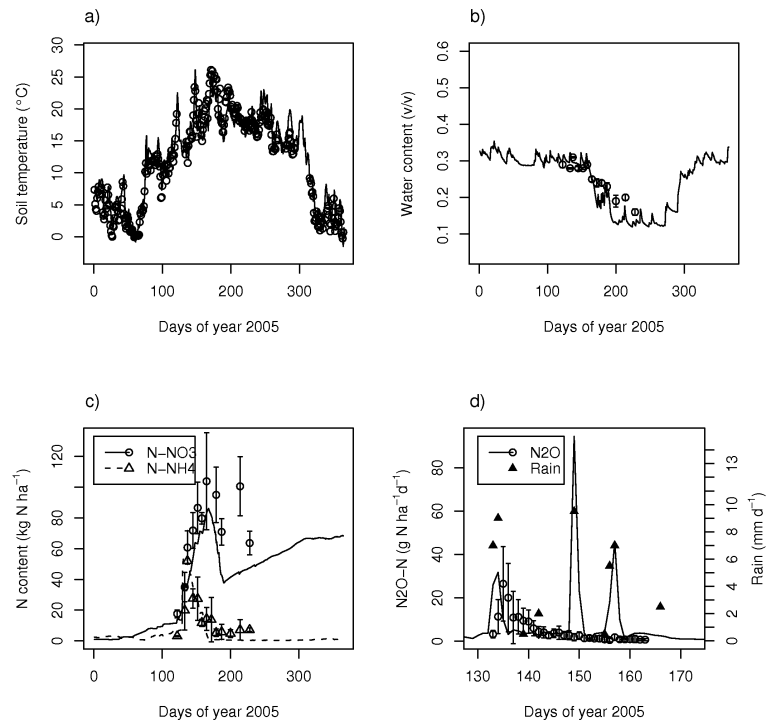 a)
Soil temperature (°C)
0 5 10 15 20 25 30
0 100 200 300
Days of year 2005
b)
Water content (v/v)
0.1 0.2 0.3 0.4 0.5 0.6
0 100 200 300
Days of year 2005
c)
N−NO3
N−NH4
N content (kg N ha−1)
0 20 40 60 80 120
0 100 200 300
Days of year 2005
d)
N2O
Rain
N2O−N (g N ha−1d−1)
0 20 40 60 80
Rain (mm d−1)
0 2 4 6 8 10 13
130 140 150 160 170
Days of year 2005